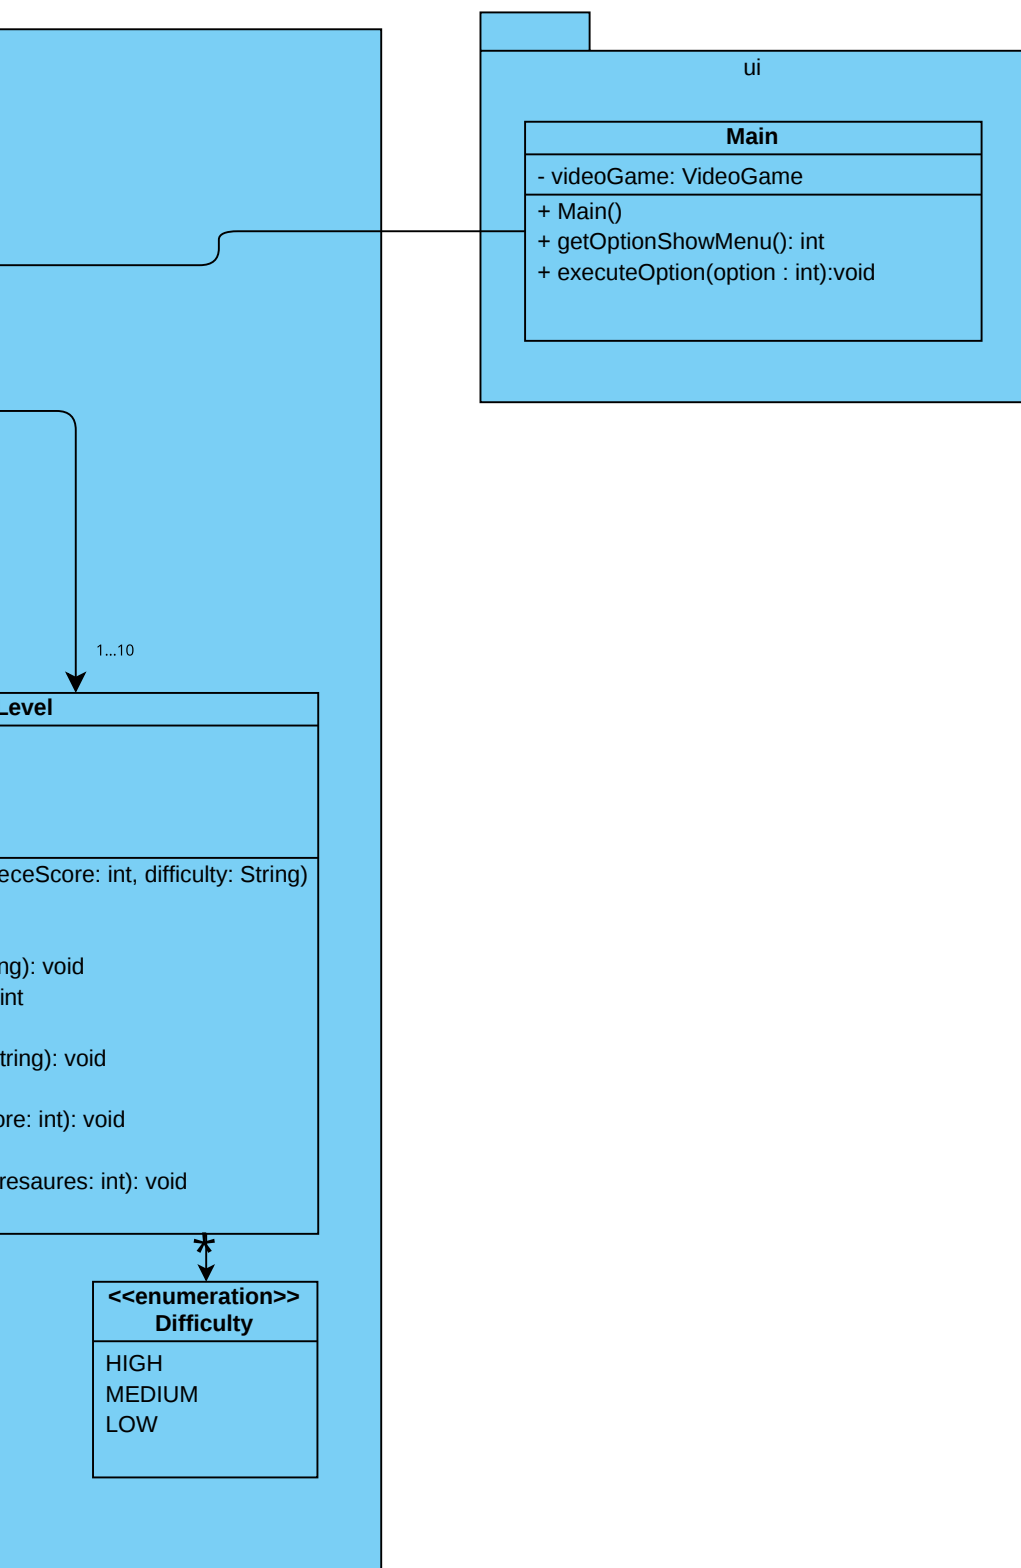 ui
Main
- videoGame: VideoGame
+ Main()
+ getOptionShowMenu(): int
+ executeOption(option : int):void
1...10
Level
eceScore: int, difficulty: String)
ng): void
int
tring): void
ore: int): void
resaures: int): void
*
<<enumeration>>
Difficulty
HIGH
MEDIUM
LOW